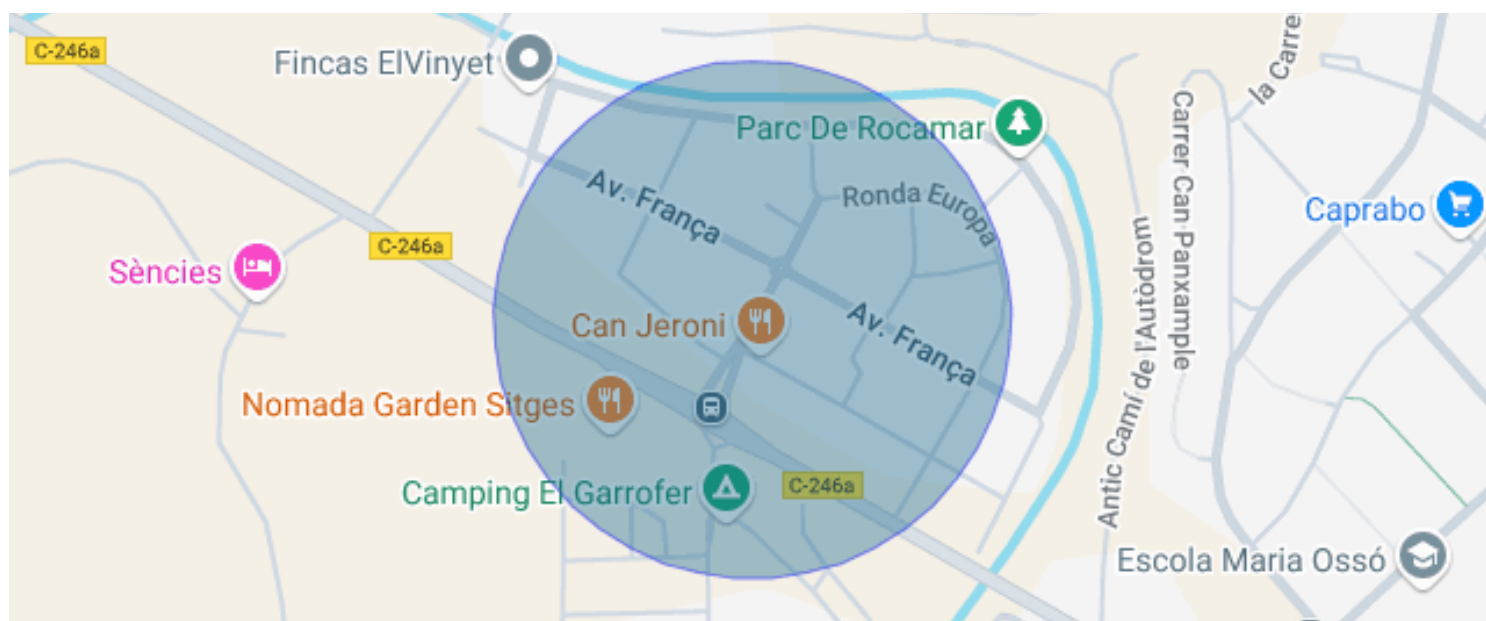 C-246a
Fincas ElVinyet
la Carre
Parc De Rocamar
Carrer Can Panxample
Av. França
Ronda Europa
Caprabo
C-246a
Sències
Antic Camí de l'Autòdrom
Can Jeroni
Av. França
Nomada Garden Sitges
Camping El Garrofer
C-246a
Escola Maria Ossó